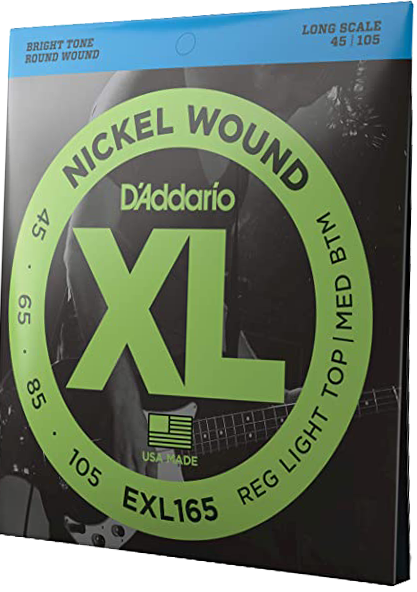 BRIGHT TONE
ROUND WOUND
LONG SCALE
45 | 105
NICKEL WOUND
D'Addario
XL
45 · 65 · 85 · 105
EXL165
REG LIGHT TOP | MED BTM
USA MADE